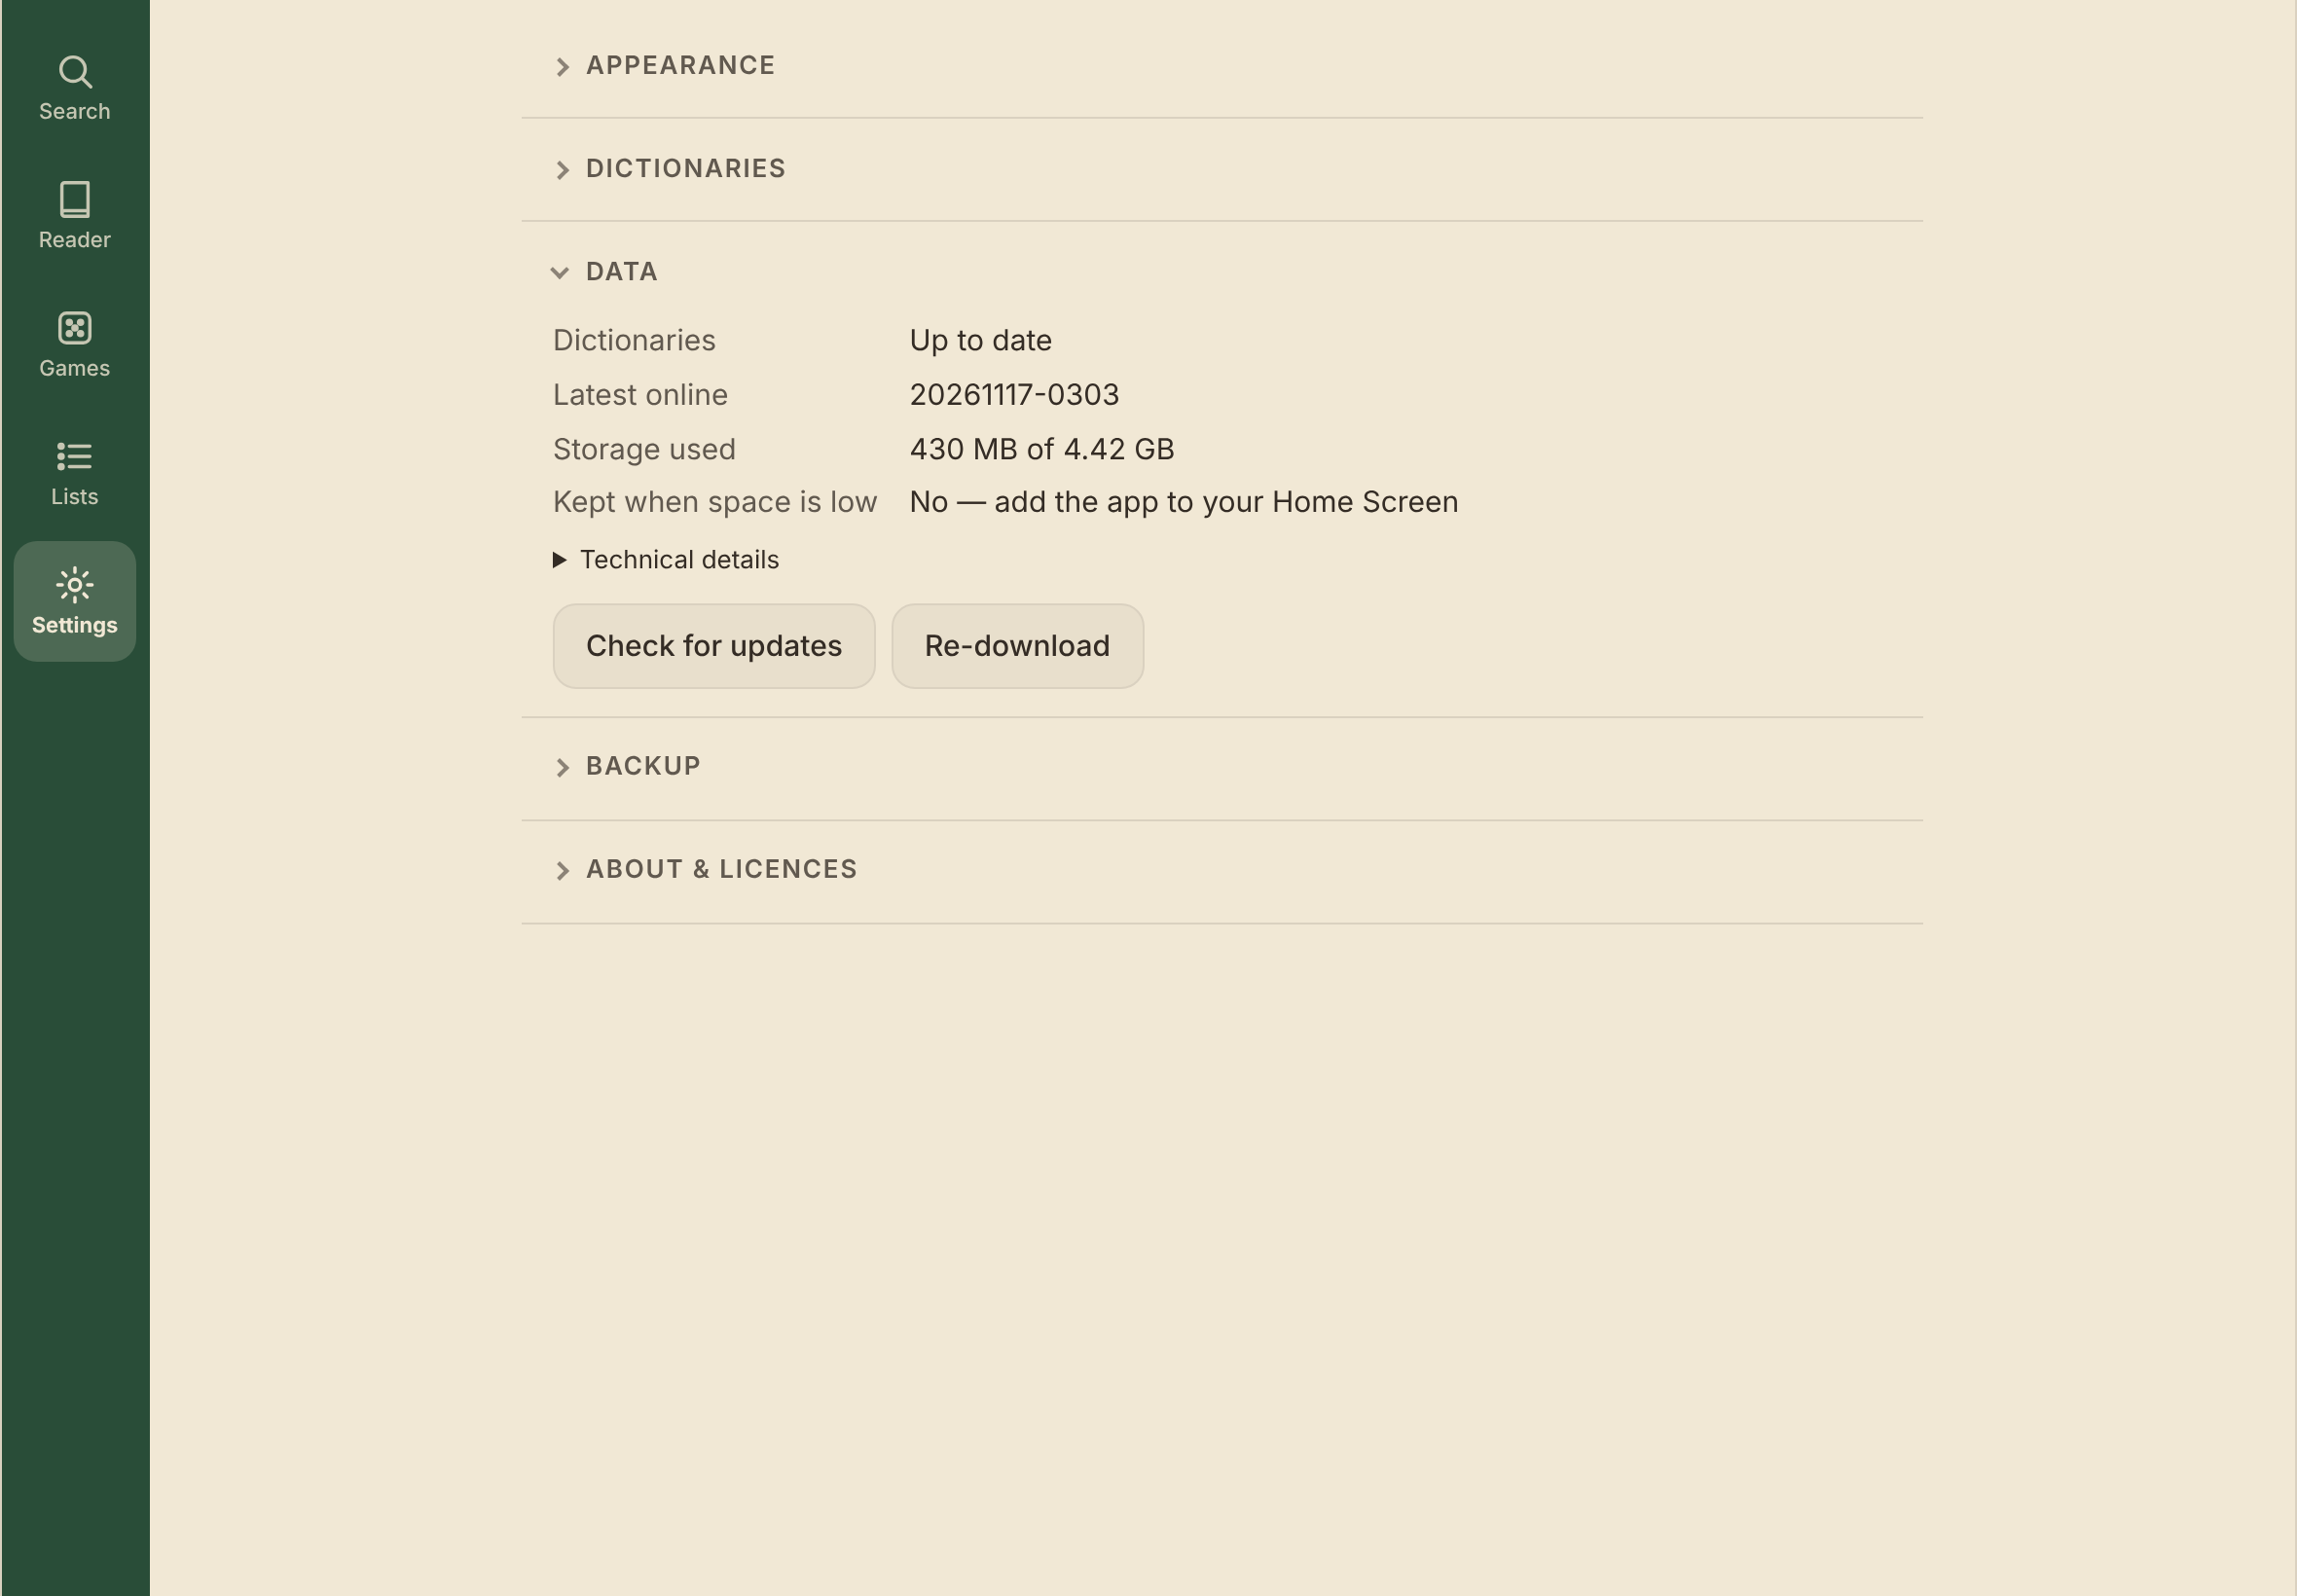 Search
Reader
Games
Lists
Settings
APPEARANCE
DICTIONARIES
DATA
Dictionaries Up to date
Latest online 20261117-0303
Storage used 430 MB of 4.42 GB
Kept when space is low No — add the app to your Home Screen
Technical details
Check for updates Re-download
BACKUP
ABOUT & LICENCES